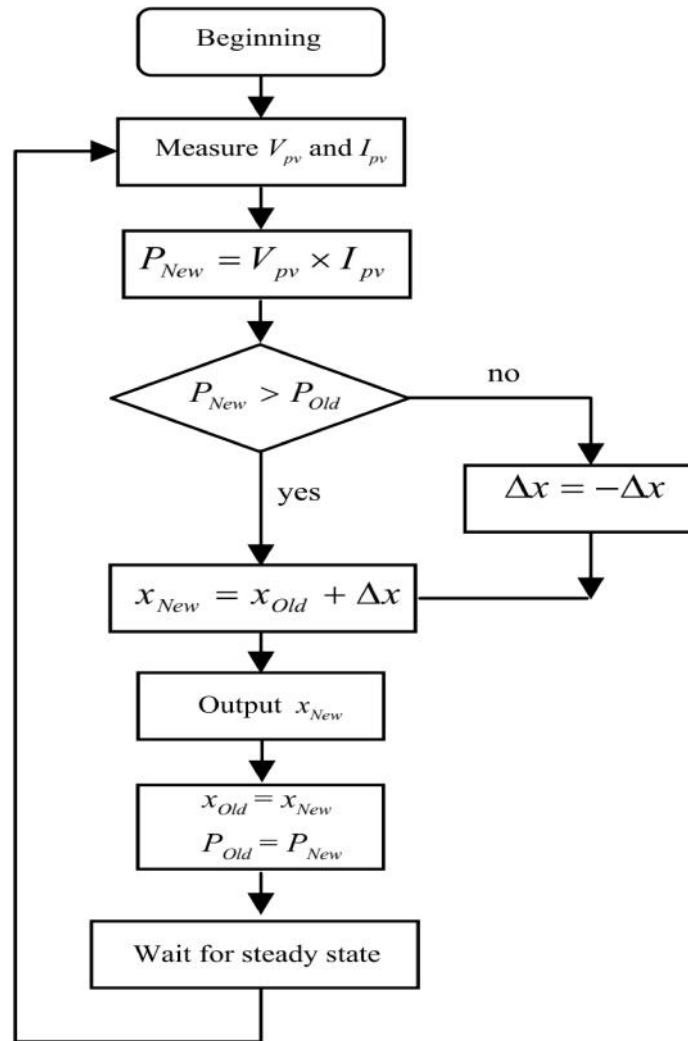 Beginning
Measure V_pv and I_pv
P_New = V_pv × I_pv
P_New > P_Old
no
Δx = −Δx
yes
x_New = x_Old + Δx
Output x_New
x_Old = x_New
P_Old = P_New
Wait for steady state